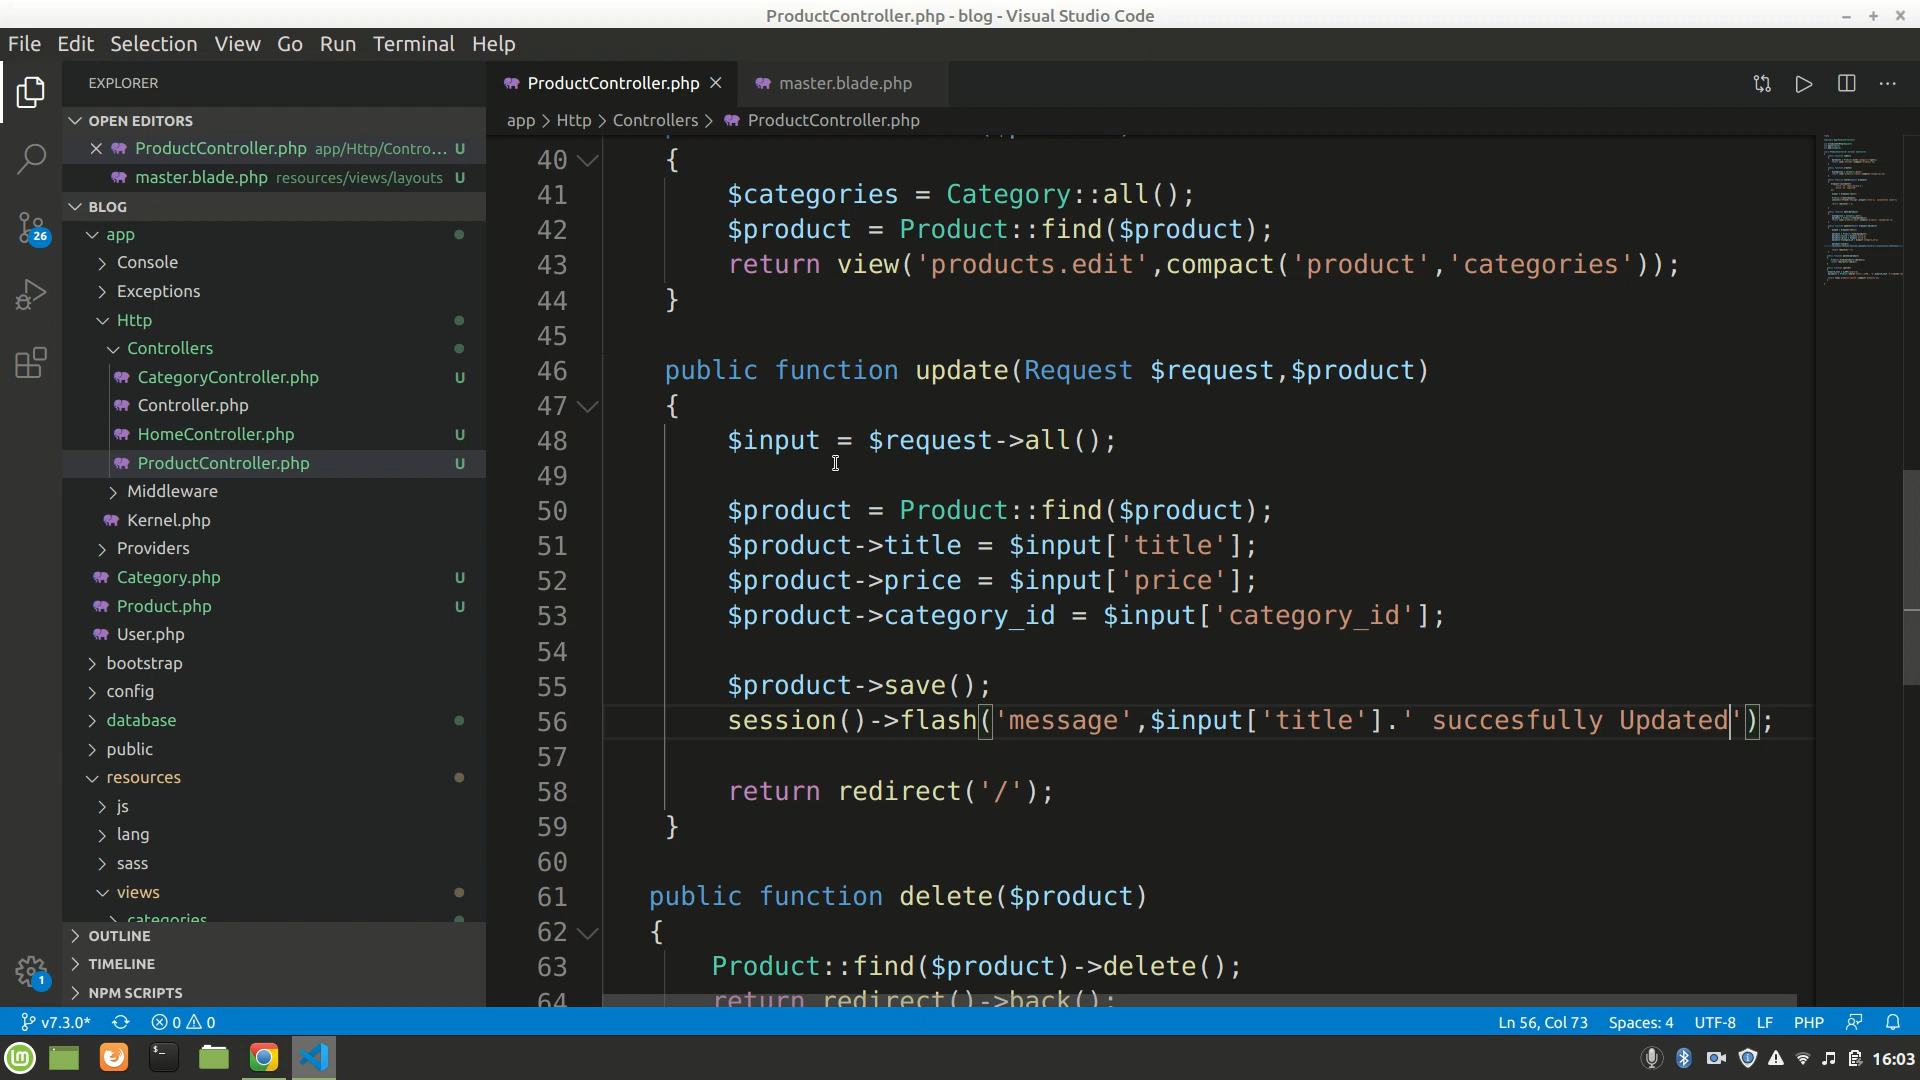 ProductController.php - blog - Visual Studio Code
File Edit Selection View Go Run Terminal Help
EXPLORER
OPEN EDITORS
ProductController.php app/Http/Contro... U
master.blade.php resources/views/layouts U
BLOG
app
Console
Exceptions
Http
Controllers
CategoryController.php U
Controller.php
HomeController.php U
ProductController.php U
Middleware
Kernel.php
Providers
Category.php U
Product.php U
User.php
bootstrap
config
database
public
resources
js
lang
sass
views
categories
OUTLINE
TIMELINE
NPM SCRIPTS
26
1
ProductController.php master.blade.php
app > Http > Controllers > ProductController.php
40 {
41 $categories = Category::all();
42 $product = Product::find($product);
43 return view('products.edit',compact('product','categories'));
44 }
45
46 public function update(Request $request,$product)
47 {
48 $input = $request->all();
49
50 $product = Product::find($product);
51 $product->title = $input['title'];
52 $product->price = $input['price'];
53 $product->category_id = $input['category_id'];
54
55 $product->save();
56 session()->flash('message',$input['title'].' succesfully Updated');
57
58 return redirect('/');
59 }
60
61 public function delete($product)
62 {
63 Product::find($product)->delete();
64 return redirect()->back();
v7.3.0* 0 0 Ln 56, Col 73 Spaces: 4 UTF-8 LF PHP
16:03